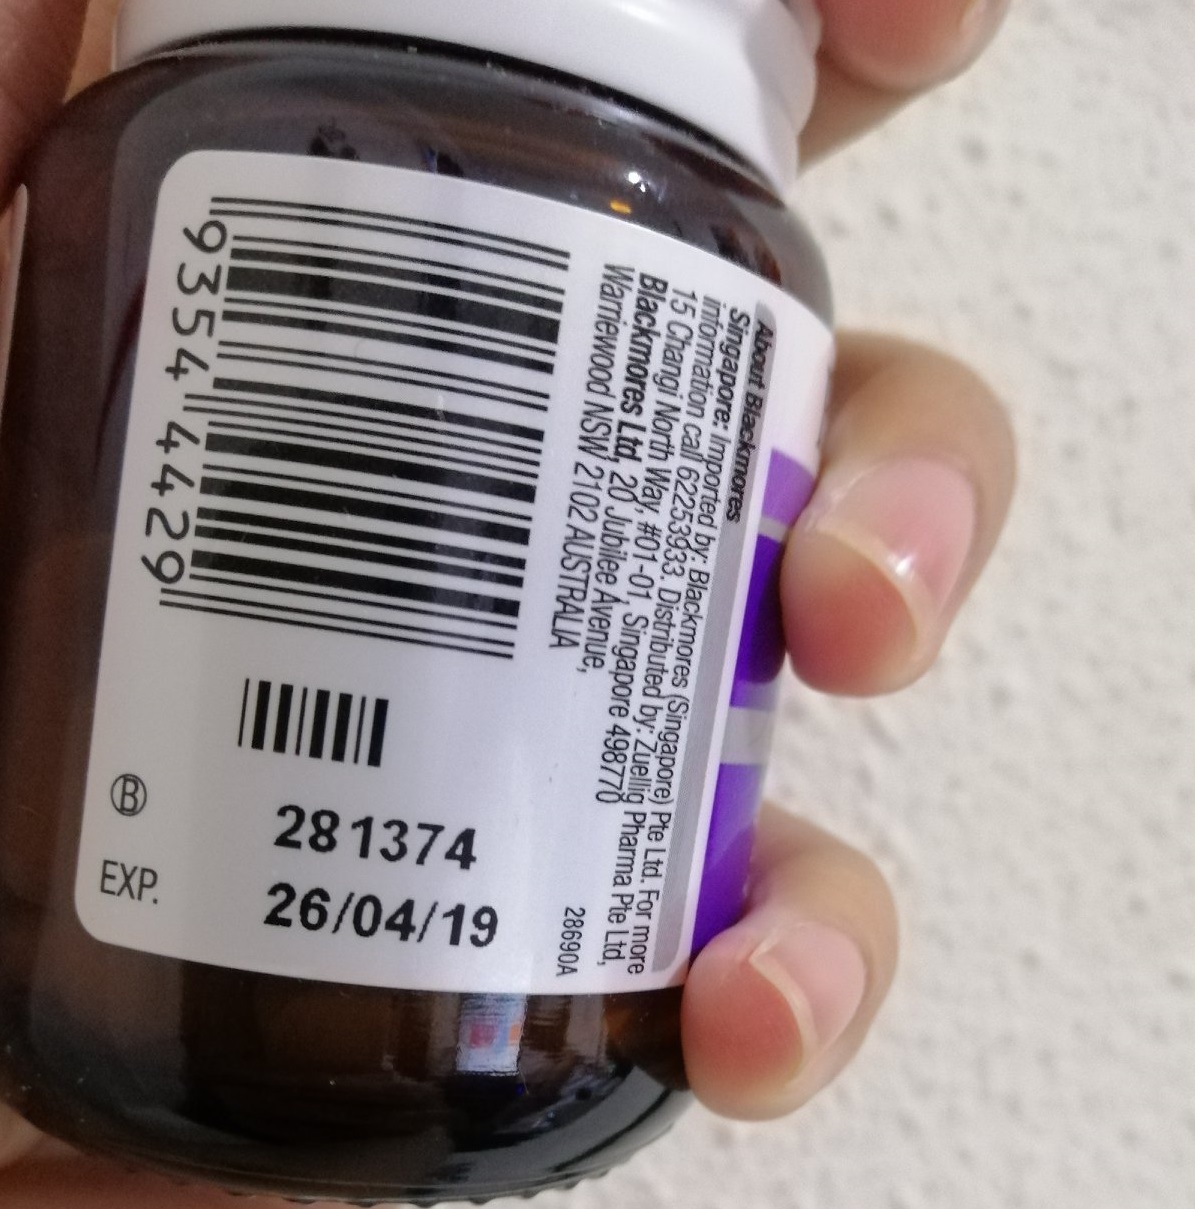 About Blackmores
Singapore: Imported by: Blackmores (Singapore) Pte Ltd. For more
information call 62253933. Distributed by: Zuellig Pharma Pte Ltd,
15 Changi North Way, #01-01, Singapore 498770
Blackmores Ltd, 20 Jubilee Avenue,
Warriewood NSW 2102 AUSTRALIA
28690A
9354 4429
B
281374
EXP. 26/04/19